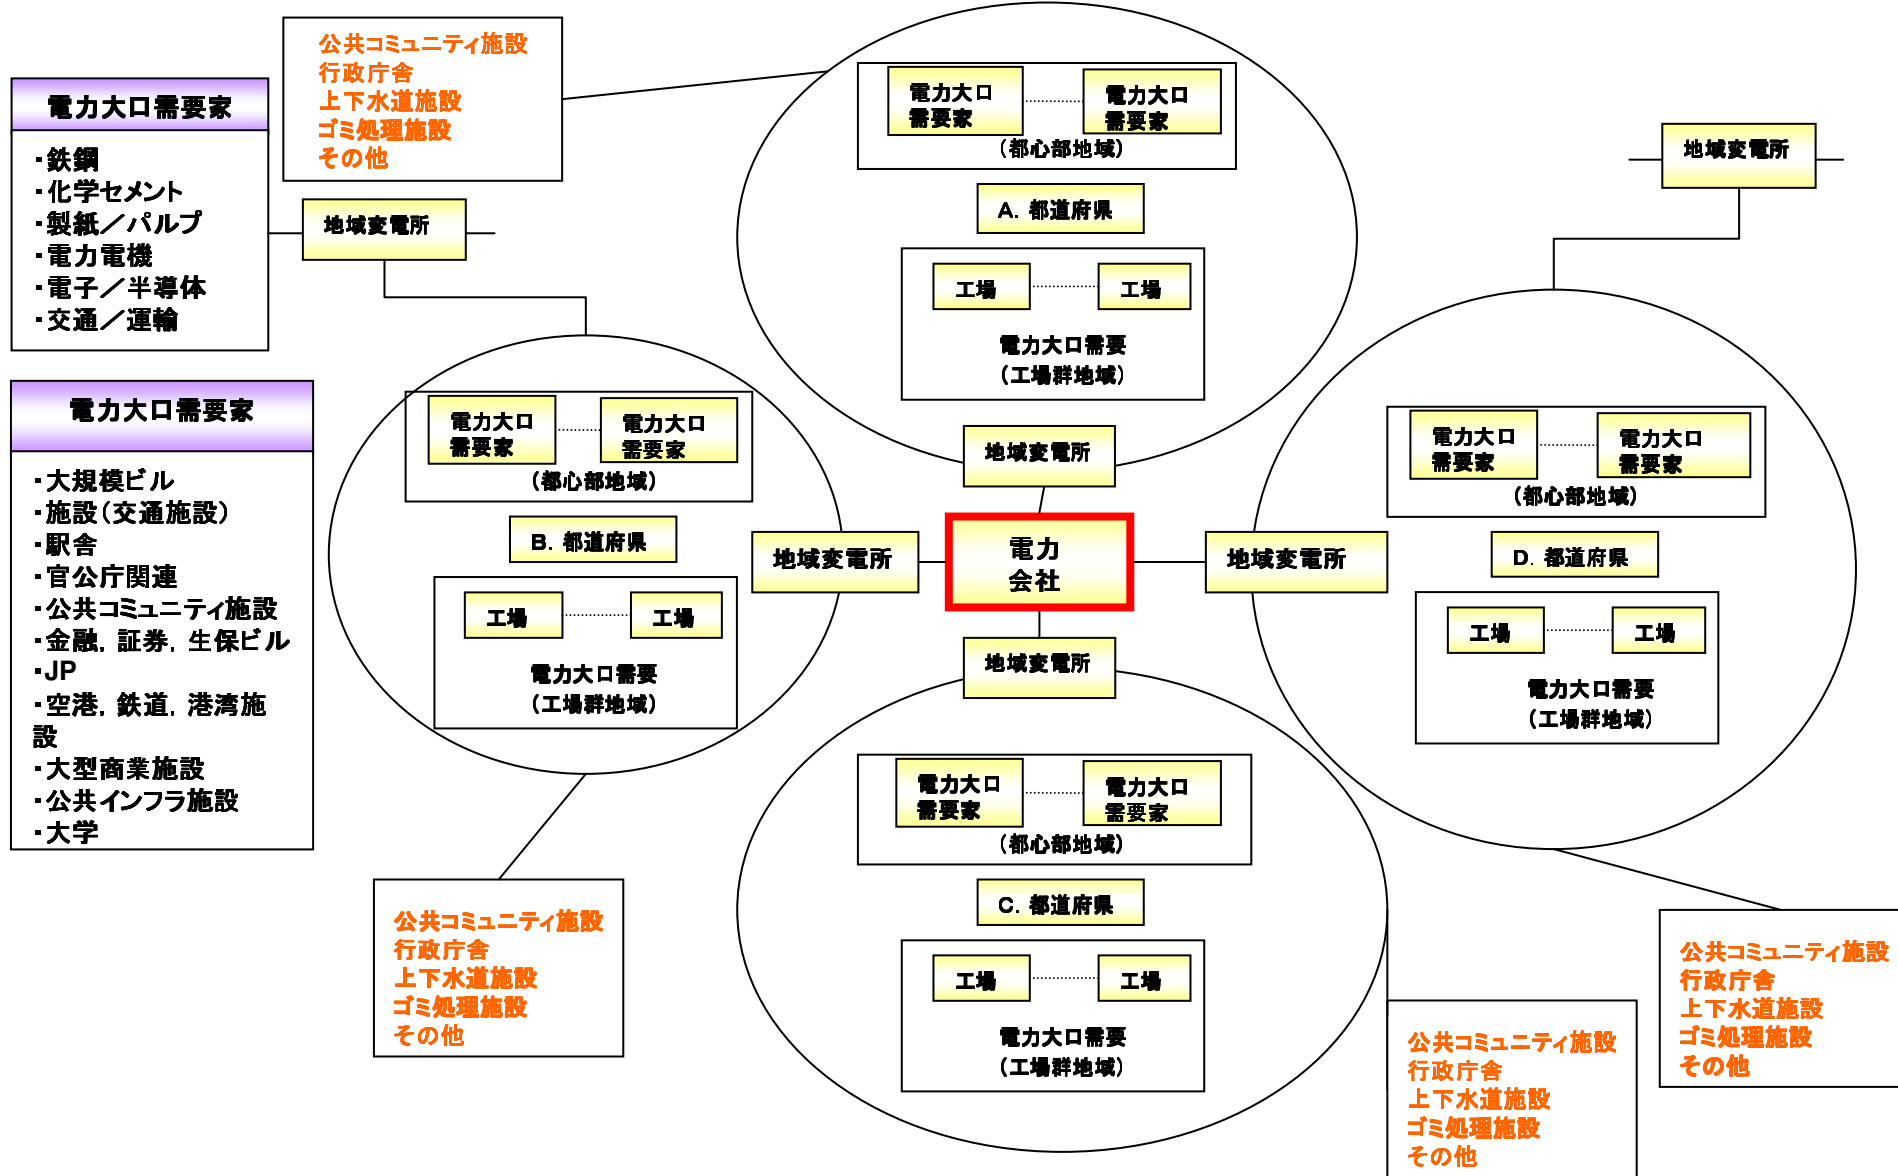 公共コミュニティ施設
行政庁舎
上下水道施設
ゴミ処理施設
その他
電力大口需要家
・鉄鋼
・化学セメント
・製紙／パルプ
・電力電機
・電子／半導体
・交通／運輸
地域変電所
電力大口需要家
・大規模ビル
・施設（交通施設）
・駅舎
・官公庁関連
・公共コミュニティ施設
・金融，証券，生保ビル
・JP
・空港，鉄道，港湾施
設
・大型商業施設
・公共インフラ施設
・大学
電力大口
需要家
電力大口
需要家
（都心部地域）
A．都道府県
工場
工場
電力大口需要
（工場群地域）
地域変電所
地域変電所
電力大口
需要家
電力大口
需要家
（都心部地域）
B．都道府県
工場
工場
電力大口需要
（工場群地域）
地域変電所
電力
会社
地域変電所
電力大口
需要家
電力大口
需要家
（都心部地域）
D．都道府県
工場
工場
電力大口需要
（工場群地域）
地域変電所
電力大口
需要家
電力大口
需要家
（都心部地域）
C．都道府県
工場
工場
電力大口需要
（工場群地域）
公共コミュニティ施設
行政庁舎
上下水道施設
ゴミ処理施設
その他
公共コミュニティ施設
行政庁舎
上下水道施設
ゴミ処理施設
その他
公共コミュニティ施設
行政庁舎
上下水道施設
ゴミ処理施設
その他